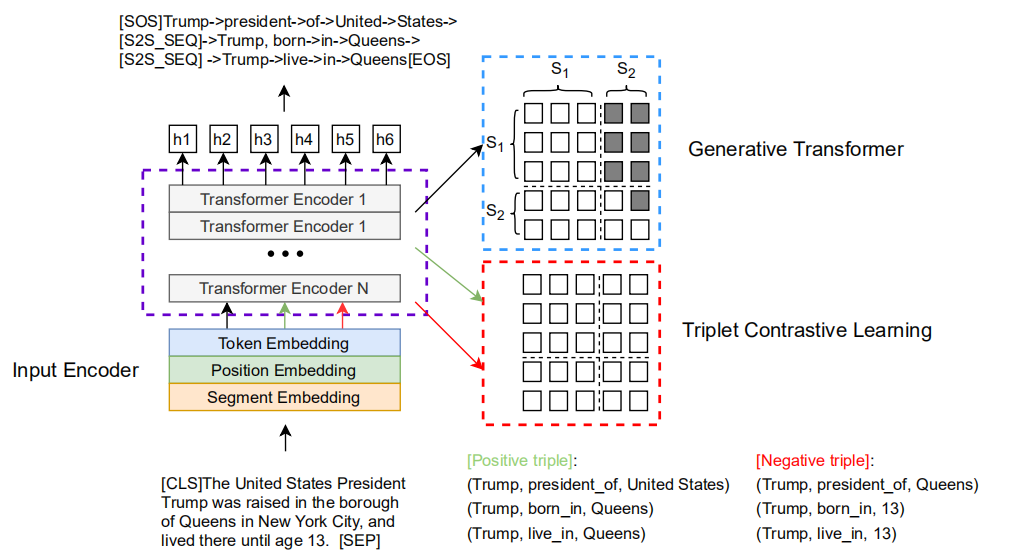 [SOS]Trump->president->of->United->States->
[S2S_SEQ]->Trump, born->in->Queens->
[S2S_SEQ] ->Trump->live->in->Queens[EOS]
h1 h2 h3 h4 h5 h6
Transformer Encoder 1
Transformer Encoder 1
Transformer Encoder N
Input Encoder
Token Embedding
Position Embedding
Segment Embedding
[CLS]The United States President
Trump was raised in the borough
of Queens in New York City, and
lived there until age 13. [SEP]
S1 S2
S1
S2
Generative Transformer
Triplet Contrastive Learning
[Positive triple]:
(Trump, president_of, United States)
(Trump, born_in, Queens)
(Trump, live_in, Queens)
[Negative triple]:
(Trump, president_of, Queens)
(Trump, born_in, 13)
(Trump, live_in, 13)